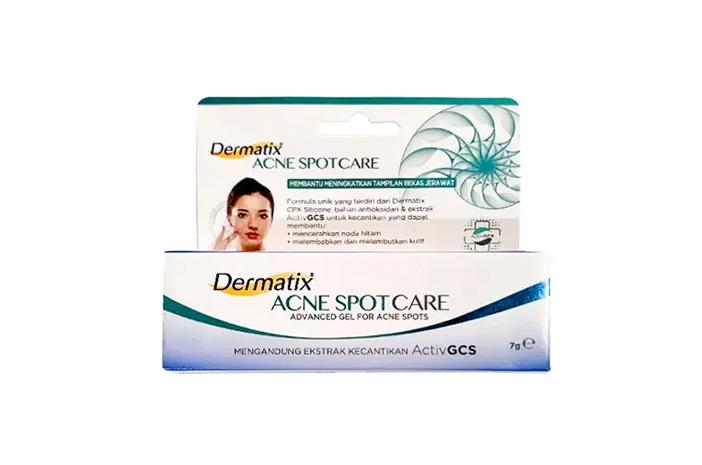 Dermatix
ACNE SPOTCARE
MEMBANTU MENINGKATKAN TAMPILAN BEKAS JERAWAT
Formula unik yang terdiri dari Dermatix
CPX Silicone, bahan antioksidan & ekstrak
ActivGCS untuk kecantikan yang dapat
membantu:
• mencerahkan noda hitam
• melembabkan dan melembutkan kulit
Dermatix
ACNE SPOTCARE
ADVANCED GEL FOR ACNE SPOTS
MENGANDUNG EKSTRAK KECANTIKAN ActivGCS
7g ℮